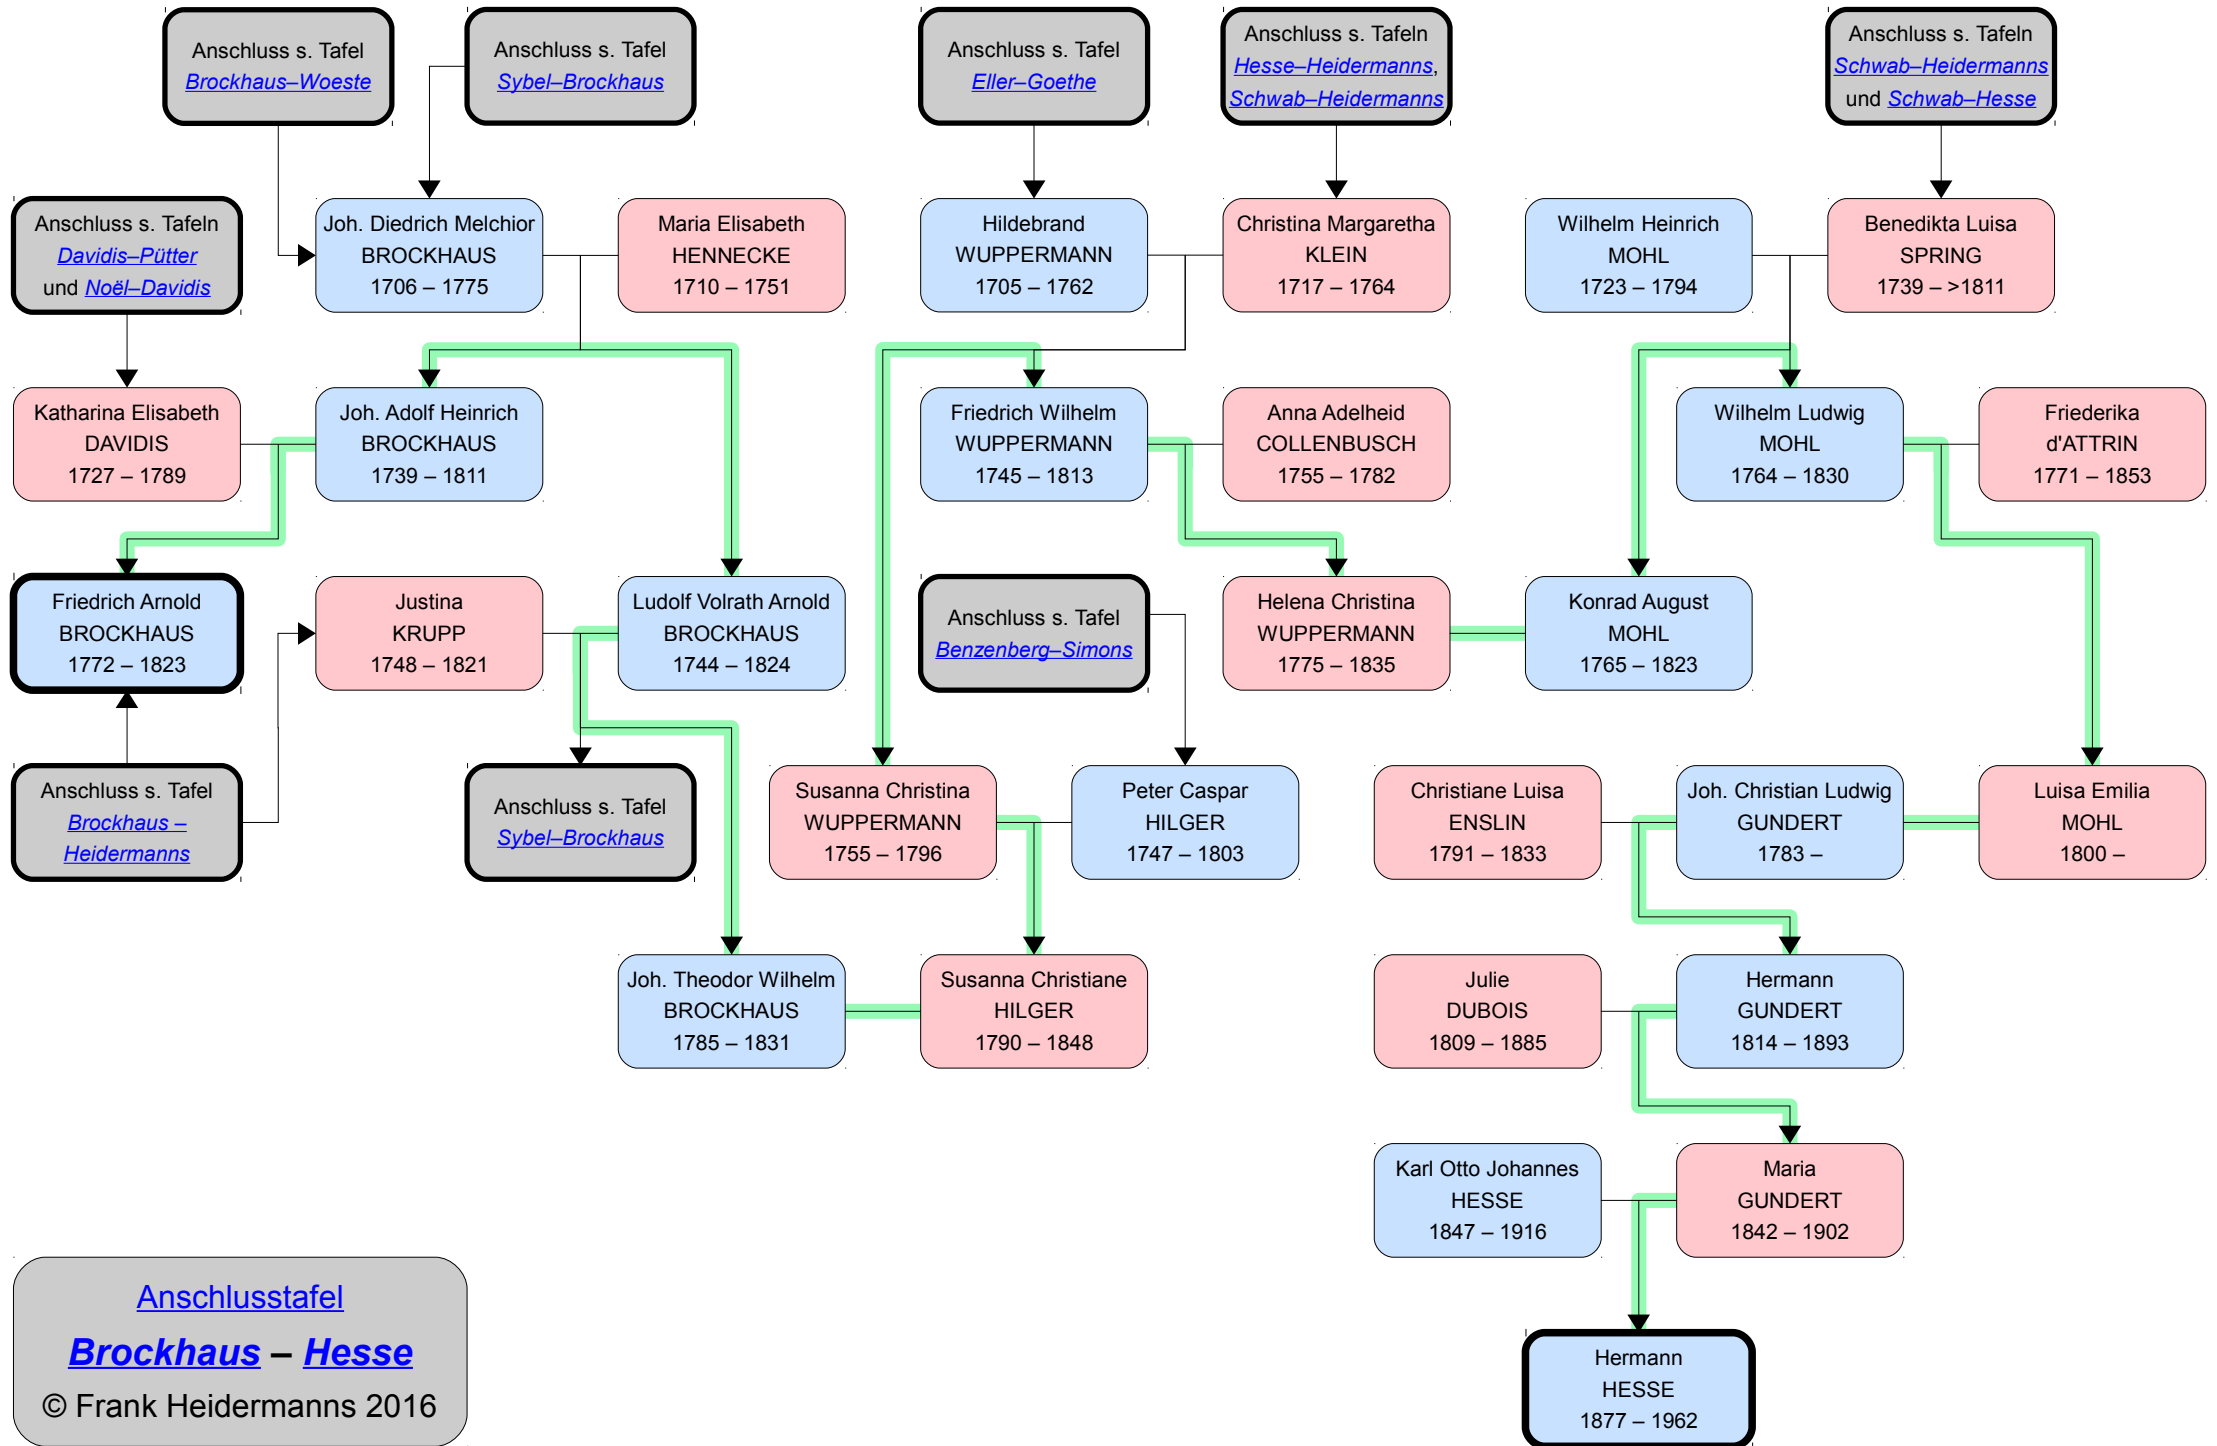 Anschluss s. Tafel
Brockhaus–Woeste
Anschluss s. Tafel
Sybel–Brockhaus
Anschluss s. Tafel
Eller–Goethe
Anschluss s. Tafeln
Hesse–Heidermanns,
Schwab–Heidermanns
Anschluss s. Tafeln
Schwab–Heidermanns
und Schwab–Hesse
Anschluss s. Tafeln
Davidis–Pütter
und Noël–Davidis
Joh. Diedrich Melchior
BROCKHAUS
1706 – 1775
Maria Elisabeth
HENNECKE
1710 – 1751
Hildebrand
WUPPERMANN
1705 – 1762
Christina Margaretha
KLEIN
1717 – 1764
Wilhelm Heinrich
MOHL
1723 – 1794
Benedikta Luisa
SPRING
1739 – >1811
Katharina Elisabeth
DAVIDIS
1727 – 1789
Joh. Adolf Heinrich
BROCKHAUS
1739 – 1811
Friedrich Wilhelm
WUPPERMANN
1745 – 1813
Anna Adelheid
COLLENBUSCH
1755 – 1782
Wilhelm Ludwig
MOHL
1764 – 1830
Friederika
d'ATTRIN
1771 – 1853
Friedrich Arnold
BROCKHAUS
1772 – 1823
Justina
KRUPP
1748 – 1821
Ludolf Volrath Arnold
BROCKHAUS
1744 – 1824
Anschluss s. Tafel
Benzenberg–Simons
Helena Christina
WUPPERMANN
1775 – 1835
Konrad August
MOHL
1765 – 1823
Anschluss s. Tafel
Brockhaus –
Heidermanns
Anschluss s. Tafel
Sybel–Brockhaus
Susanna Christina
WUPPERMANN
1755 – 1796
Peter Caspar
HILGER
1747 – 1803
Christiane Luisa
ENSLIN
1791 – 1833
Joh. Christian Ludwig
GUNDERT
1783 –
Luisa Emilia
MOHL
1800 –
Joh. Theodor Wilhelm
BROCKHAUS
1785 – 1831
Susanna Christiane
HILGER
1790 – 1848
Julie
DUBOIS
1809 – 1885
Hermann
GUNDERT
1814 – 1893
Karl Otto Johannes
HESSE
1847 – 1916
Maria
GUNDERT
1842 – 1902
Anschlusstafel
Brockhaus – Hesse
© Frank Heidermanns 2016
Hermann
HESSE
1877 – 1962